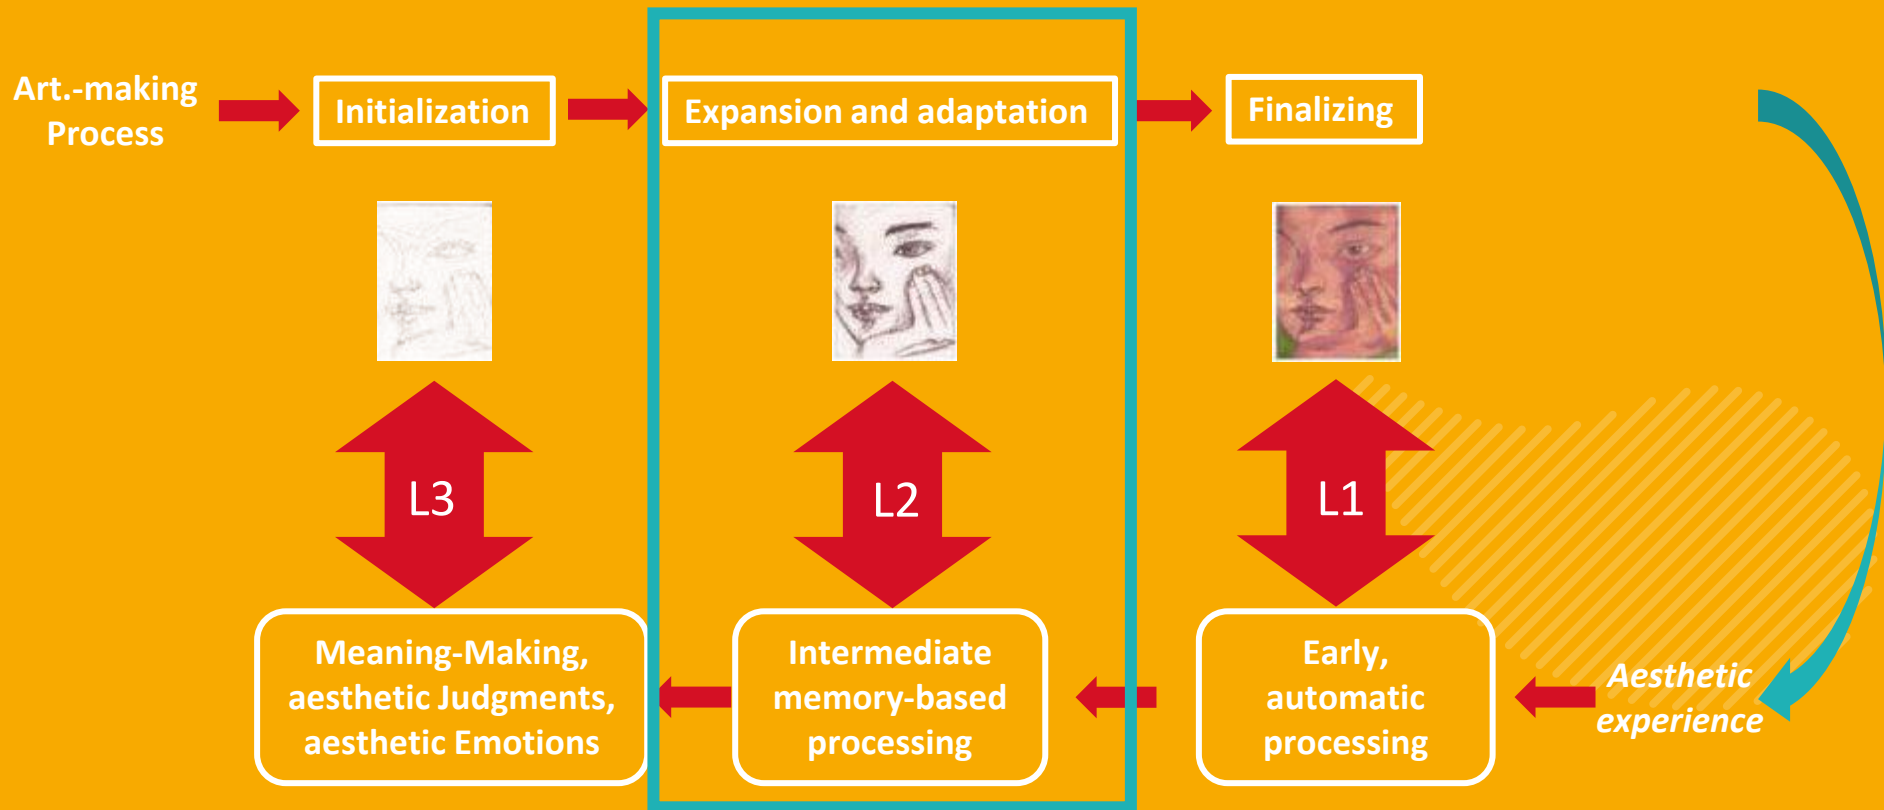 Art.-making
Process
Initialization
Expansion and adaptation
Finalizing
L3
L2
L1
Meaning-Making,
aesthetic Judgments,
aesthetic Emotions
Intermediate
memory-based
processing
Early,
automatic
processing
Aesthetic
experience